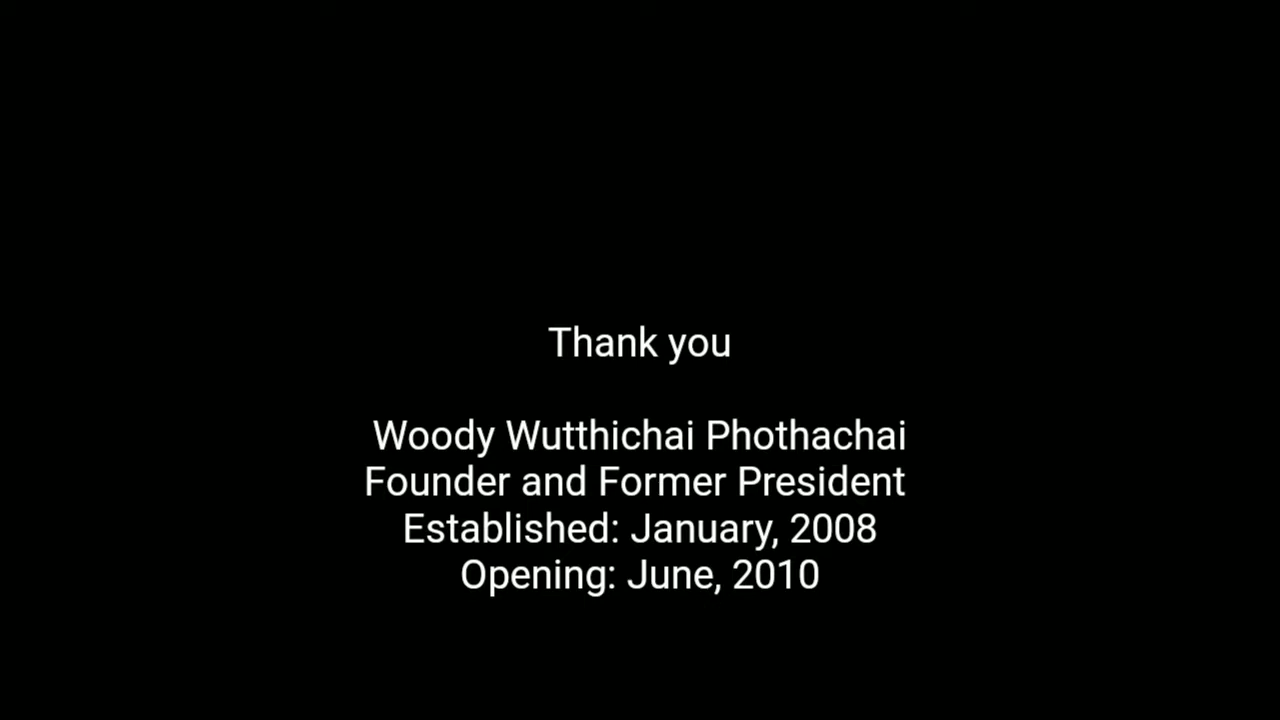 Thank you
Woody Wutthichai Phothachai
Founder and Former President
Established: January, 2008
Opening: June, 2010